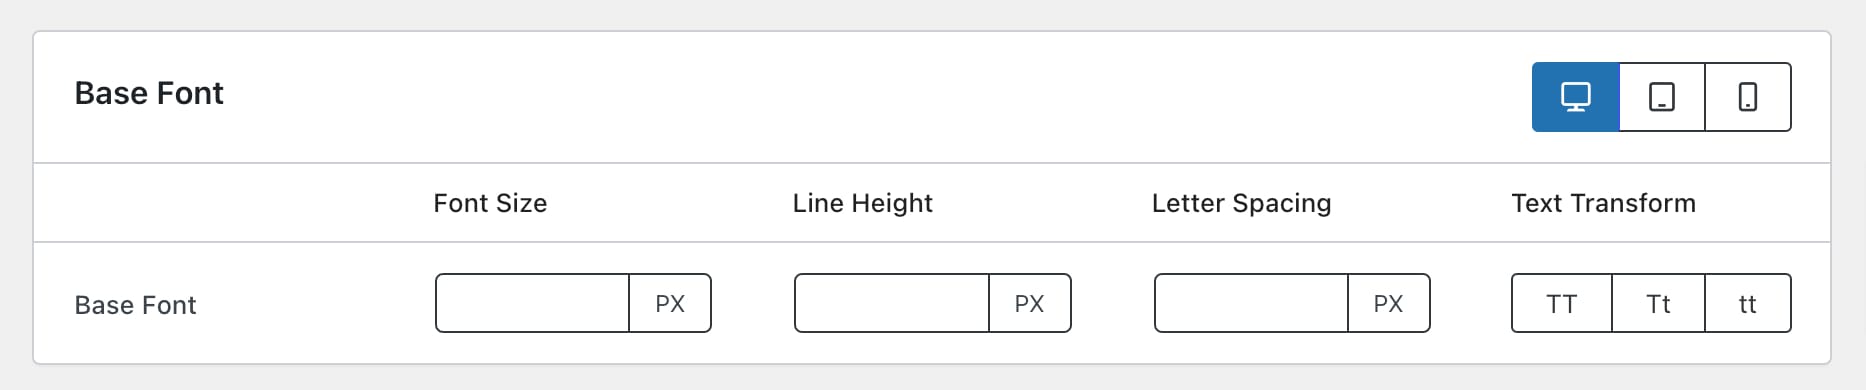 Base Font
Font Size Line Height Letter Spacing Text Transform
Base Font PX PX PX TT Tt tt